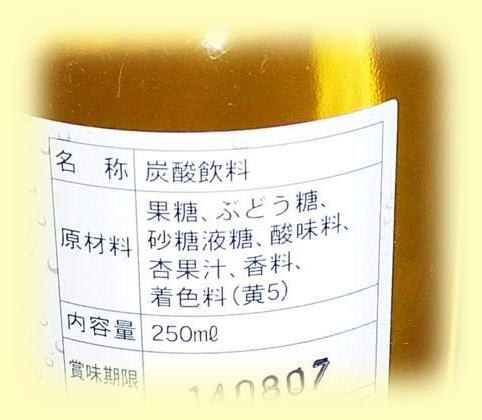 名 称 炭酸飲料
原材料 果糖、ぶどう糖、
砂糖液糖、酸味料、
杏果汁、香料、
着色料(黄5)
内容量 250mℓ
賞味期限 140807